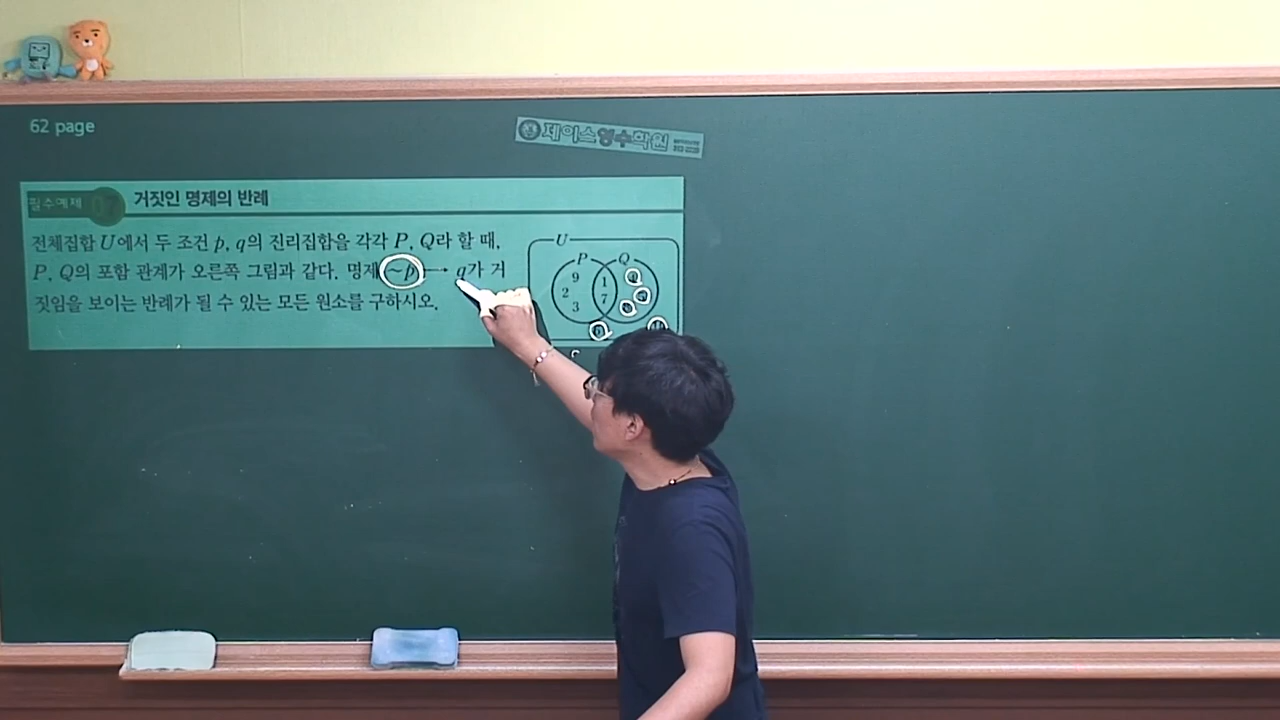 62 page
제이스영수학원
필수예제 07 거짓인 명제의 반례
전체집합 U에서 두 조건 p, q의 진리집합을 각각 P, Q라 할 때,
P, Q의 포함 관계가 오른쪽 그림과 같다. 명제 ~p → q가 거
짓임을 보이는 반례가 될 수 있는 모든 원소를 구하시오.
U
P Q
9 1
2 7
3